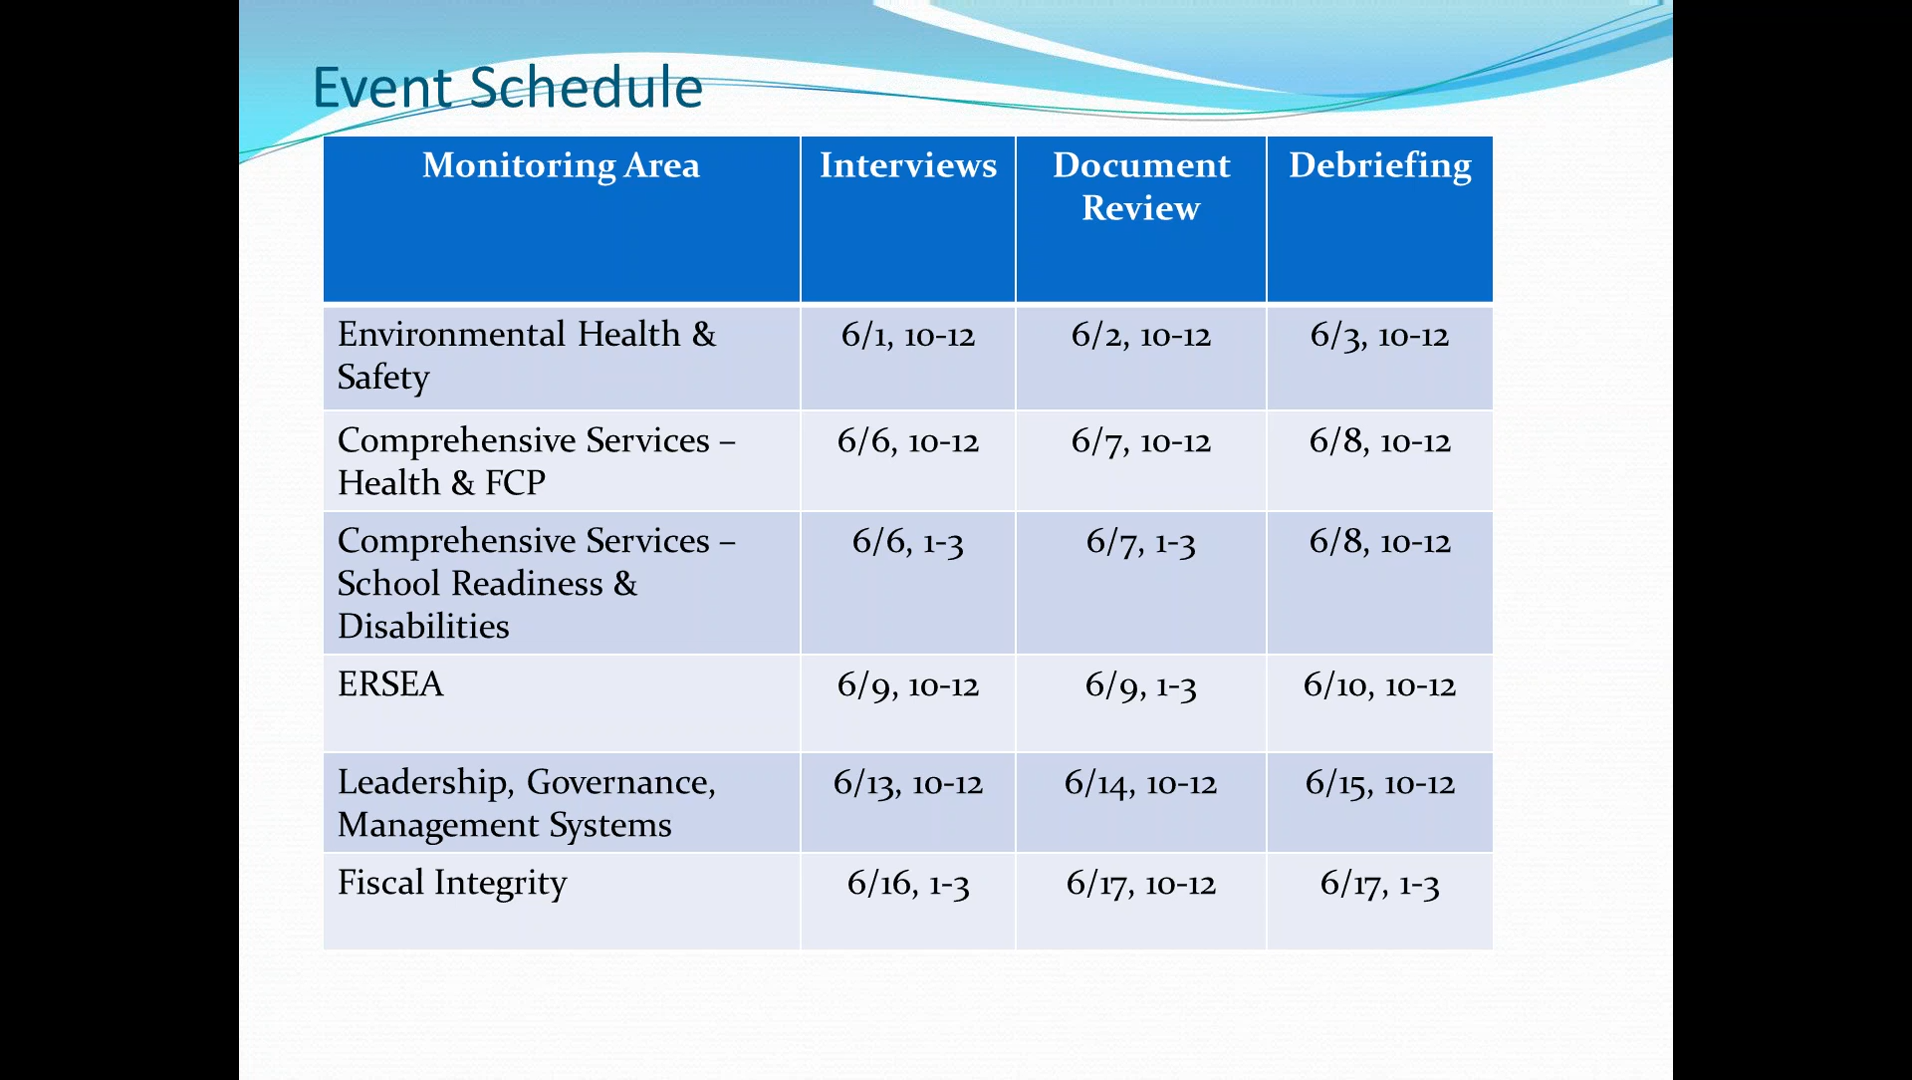 Event Schedule
Monitoring Area
Interviews
Document
Review
Debriefing
Environmental Health &
Safety
6/1, 10-12
6/2, 10-12
6/3, 10-12
Comprehensive Services –
Health & FCP
6/6, 10-12
6/7, 10-12
6/8, 10-12
Comprehensive Services –
School Readiness &
Disabilities
6/6, 1-3
6/7, 1-3
6/8, 10-12
ERSEA
6/9, 10-12
6/9, 1-3
6/10, 10-12
Leadership, Governance,
Management Systems
6/13, 10-12
6/14, 10-12
6/15, 10-12
Fiscal Integrity
6/16, 1-3
6/17, 10-12
6/17, 1-3